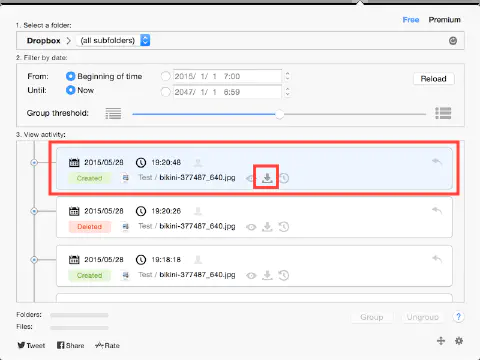 Free Premium
1. Select a folder:
Dropbox (all subfolders)
2. Filter by date:
From: Beginning of time 2015/ 1/ 1 7:00
Until: Now 2047/ 1/ 1 6:59
Reload
Group threshold:
3. View activity:
2015/05/28 19:20:48
Created Test / bikini-377487_640.jpg
2015/05/28 19:20:26
Deleted Test / bikini-377487_640.jpg
2015/05/28 19:18:18
Created Test / bikini-377487_640.jpg
Folders:
Files:
Group Ungroup ?
Tweet Share Rate